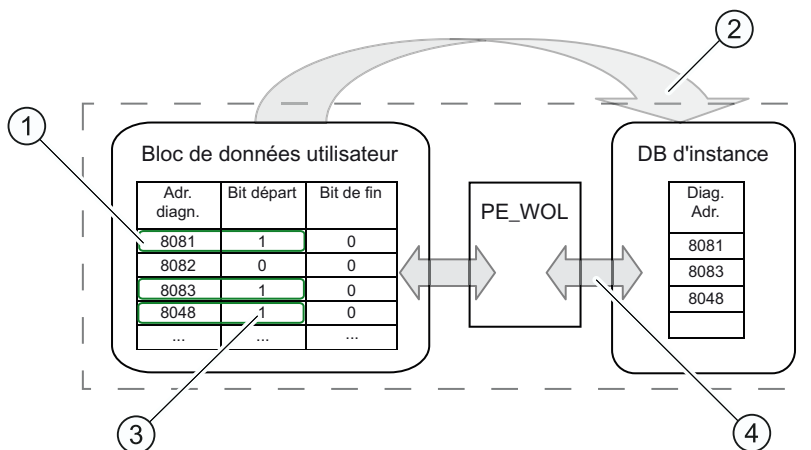 2
1
Bloc de données utilisateur
DB d'instance
Adr. diagn. Bit départ Bit de fin
8081 1 0
8082 0 0
8083 1 0
8048 1 0
... ... ...
PE_WOL
Diag. Adr.
8081
8083
8048
3
4